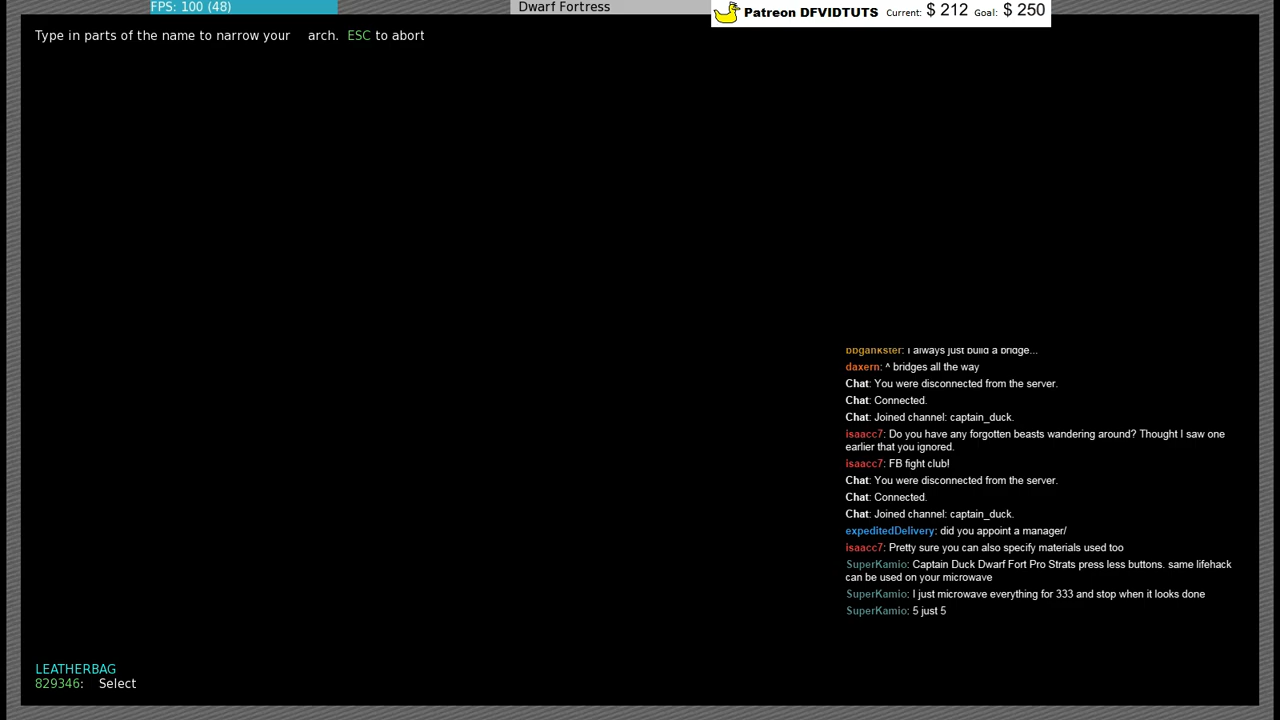 FPS: 100 (48)
Dwarf Fortress
Patreon DFVIDTUTS Current: $ 212 Goal: $ 250
Type in parts of the name to narrow your arch. ESC to abort
bbgankster: I always just build a bridge...
daxern: ^ bridges all the way
Chat: You were disconnected from the server.
Chat: Connected.
Chat: Joined channel: captain_duck.
isaacc7: Do you have any forgotten beasts wandering around? Thought I saw one
earlier that you ignored.
isaacc7: FB fight club!
Chat: You were disconnected from the server.
Chat: Connected.
Chat: Joined channel: captain_duck.
expeditedDelivery: did you appoint a manager/
isaacc7: Pretty sure you can also specify materials used too
SuperKamio: Captain Duck Dwarf Fort Pro Strats press less buttons. same lifehack
can be used on your microwave
SuperKamio: I just microwave everything for 333 and stop when it looks done
SuperKamio: 5 just 5
LEATHERBAG
829346: Select